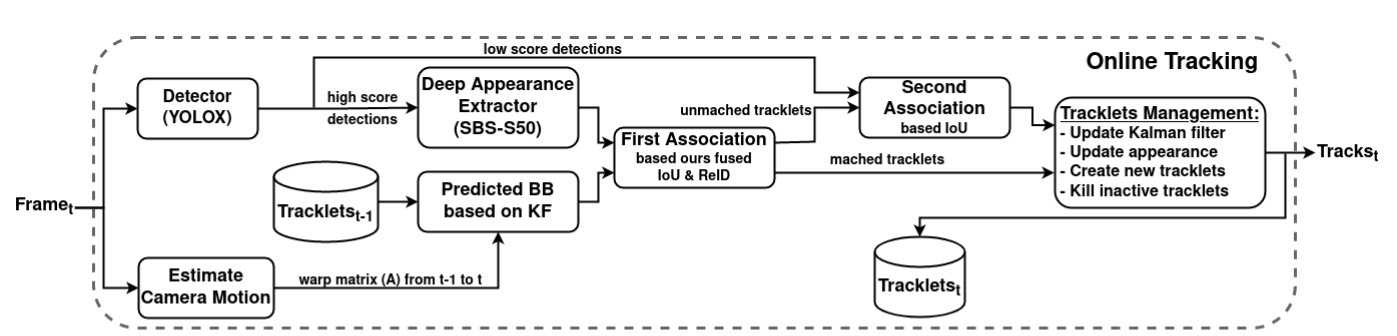 Online Tracking
low score detections
Detector
(YOLOX)
high score
detections
Deep Appearance
Extractor
(SBS-S50)
unmached tracklets
Second
Association
based IoU
Tracklets Management:
- Update Kalman filter
- Update appearance
- Create new tracklets
- Kill inactive tracklets
First Association
based ours fused
IoU & ReID
mached tracklets
Tracks_t
Frame_t
Tracklets_t-1
Predicted BB
based on KF
Estimate
Camera Motion
warp matrix (A) from t-1 to t
Tracklets_t